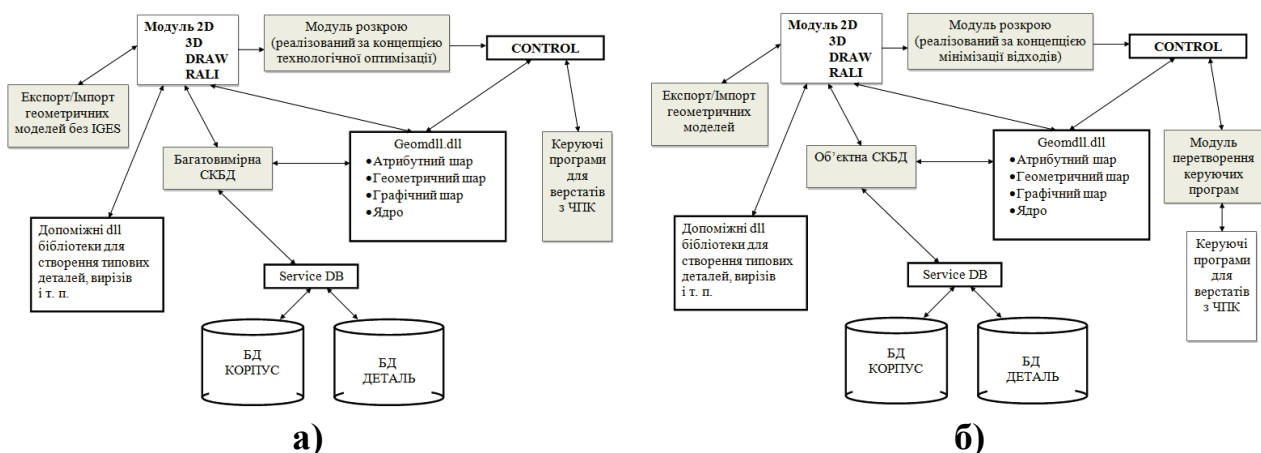 Модуль 2D
3D
DRAW
RALI
Модуль розкрою
(реалізований за концепцією
технологічної оптимізації)
CONTROL
Експорт/Імпорт
геометричних
моделей без IGES
Багатовимірна
СКБД
Geomdll.dll
●Атрибутний шар
●Геометричний шар
●Графічний шар
●Ядро
Керуючі
програми
для
верстатів
з ЧПК
Допоміжні dll
бібліотеки для
створення типових
деталей, вирізів
і т. п.
Service DB
БД
КОРПУС
БД
ДЕТАЛЬ
а)
Модуль 2D
3D
DRAW
RALI
Модуль розкрою
(реалізований за концепцією
мінімізації відходів)
CONTROL
Експорт/Імпорт
геометричних
моделей
Об’єктна СКБД
Geomdll.dll
●Атрибутний шар
●Геометричний шар
●Графічний шар
●Ядро
Модуль
перетворення
керуючих
програм
Допоміжні dll
бібліотеки для
створення типових
деталей, вирізів
і т. п.
Керуючі
програми
для
верстатів
з ЧПК
Service DB
БД
КОРПУС
БД
ДЕТАЛЬ
б)